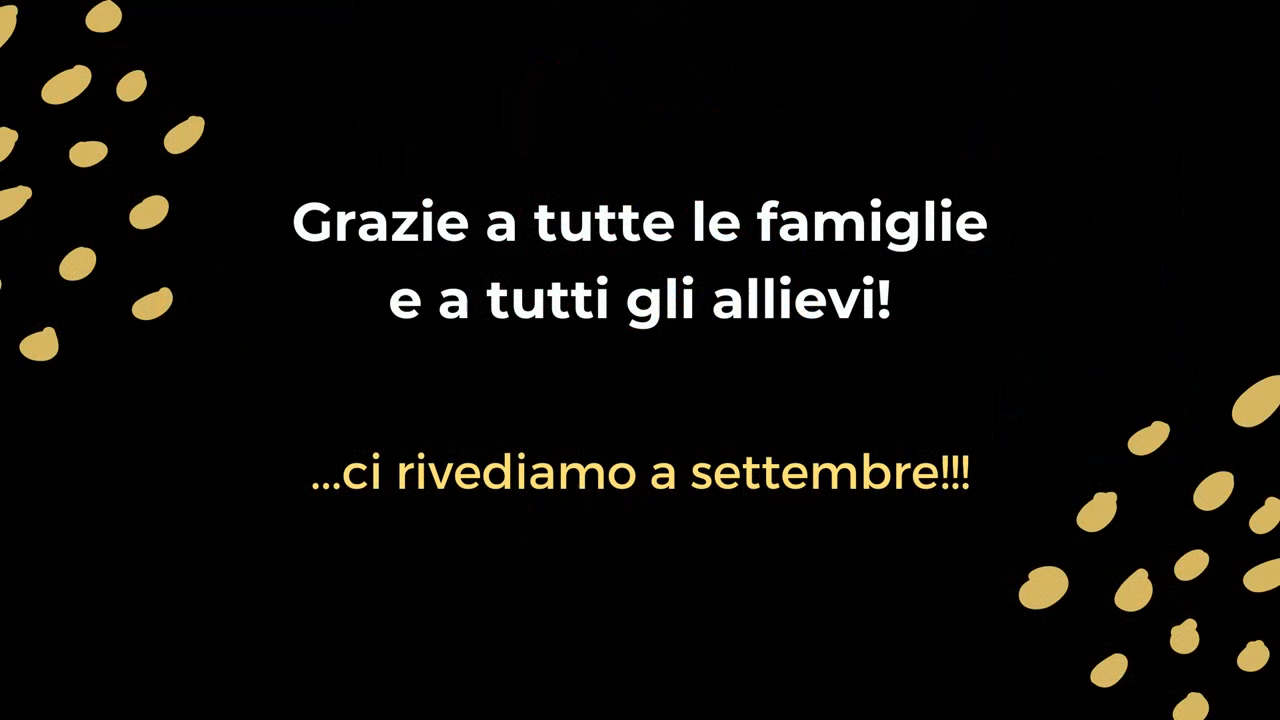 Grazie a tutte le famiglie
e a tutti gli allievi!
...ci rivediamo a settembre!!!